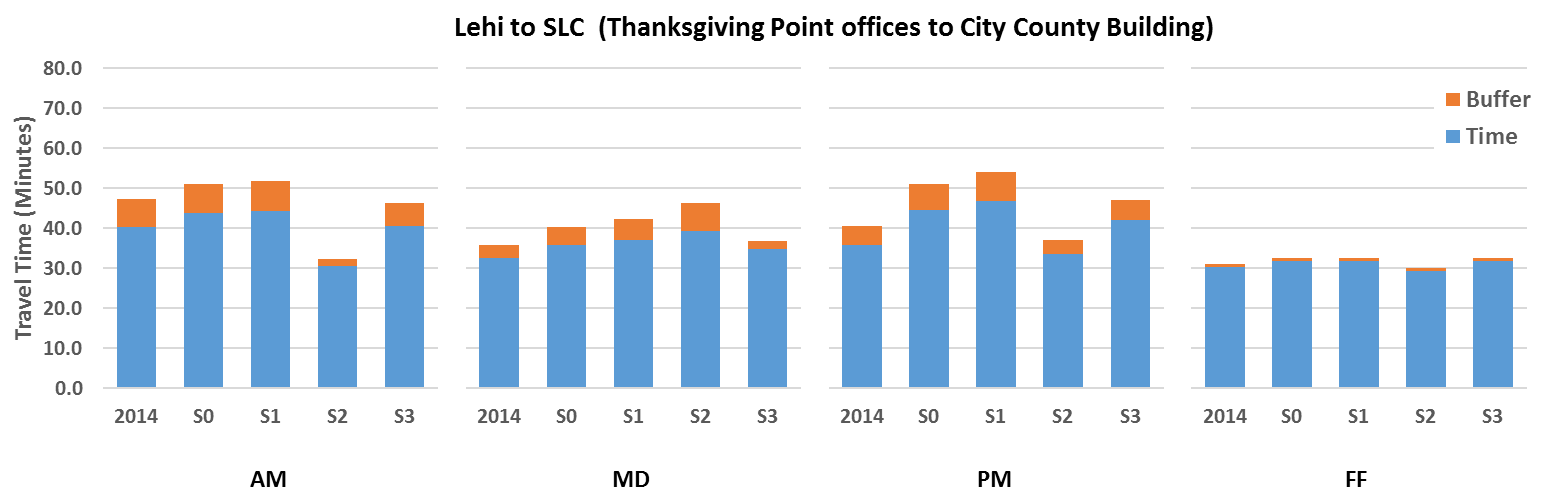 Lehi to SLC  (Thanksgiving Point offices to City County Building)
Travel Time (Minutes)
80.0
70.0
60.0
50.0
40.0
30.0
20.0
10.0
0.0
Buffer
Time
2014 S0 S1 S2 S3 2014 S0 S1 S2 S3 2014 S0 S1 S2 S3 2014 S0 S1 S2 S3
AM MD PM FF